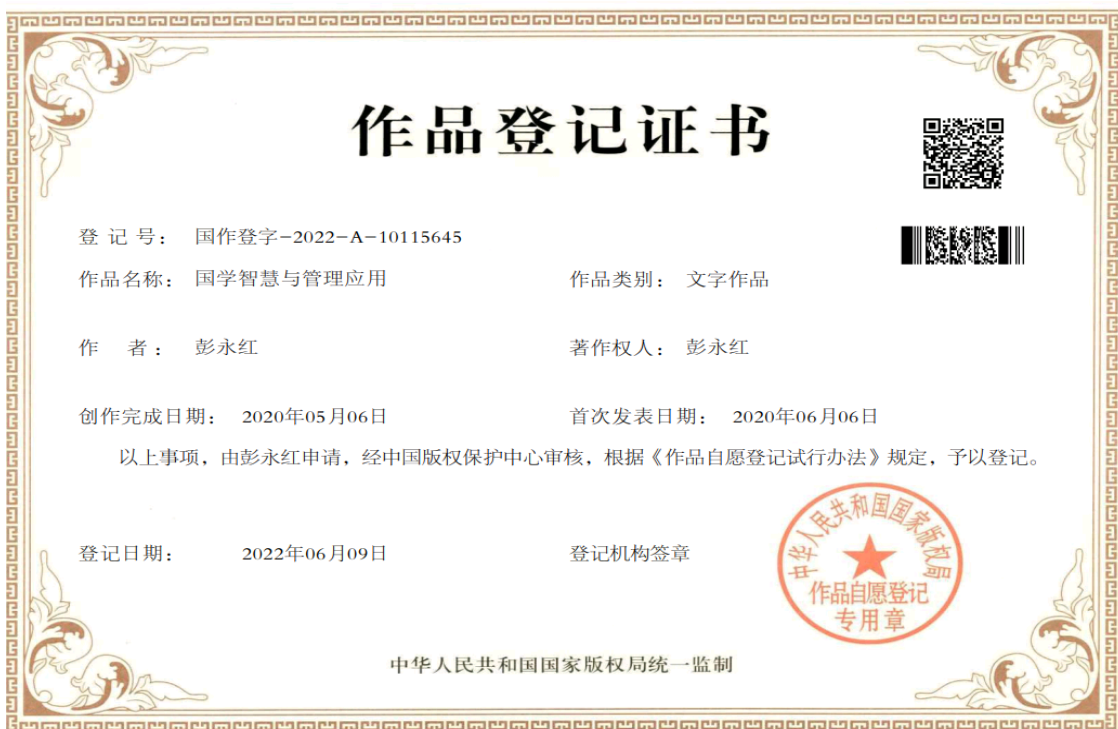 作品登记证书
登 记 号： 国作登字-2022-A-10115645
作品名称： 国学智慧与管理应用 作品类别： 文字作品
作 者： 彭永红 著作权人： 彭永红
创作完成日期： 2020年05月06日 首次发表日期： 2020年06月06日
以上事项，由彭永红申请，经中国版权保护中心审核，根据《作品自愿登记试行办法》规定，予以登记。
登记日期： 2022年06月09日 登记机构签章
中华人民共和国国家版权局
作品自愿登记
专用章
中华人民共和国国家版权局统一监制